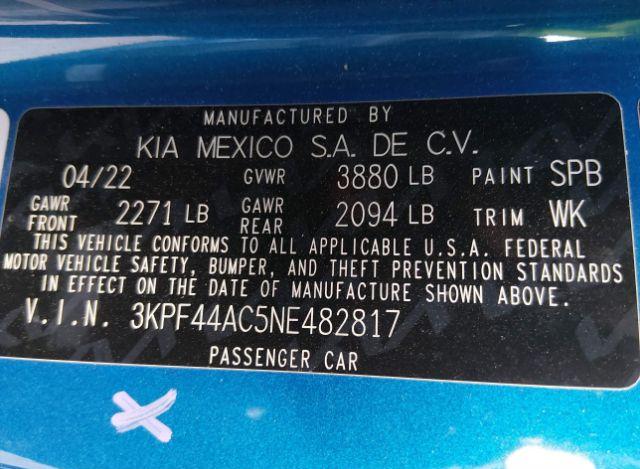 MANUFACTURED BY
KIA MEXICO S.A. DE C.V.
04/22 GVWR 3880 LB PAINT SPB
GAWR FRONT 2271 LB GAWR REAR 2094 LB TRIM WK
THIS VEHICLE CONFORMS TO ALL APPLICABLE U.S.A. FEDERAL
MOTOR VEHICLE SAFETY, BUMPER, AND THEFT PREVENTION STANDARDS
IN EFFECT ON THE DATE OF MANUFACTURE SHOWN ABOVE.
V.I.N. 3KPF44AC5NE482817
PASSENGER CAR
X